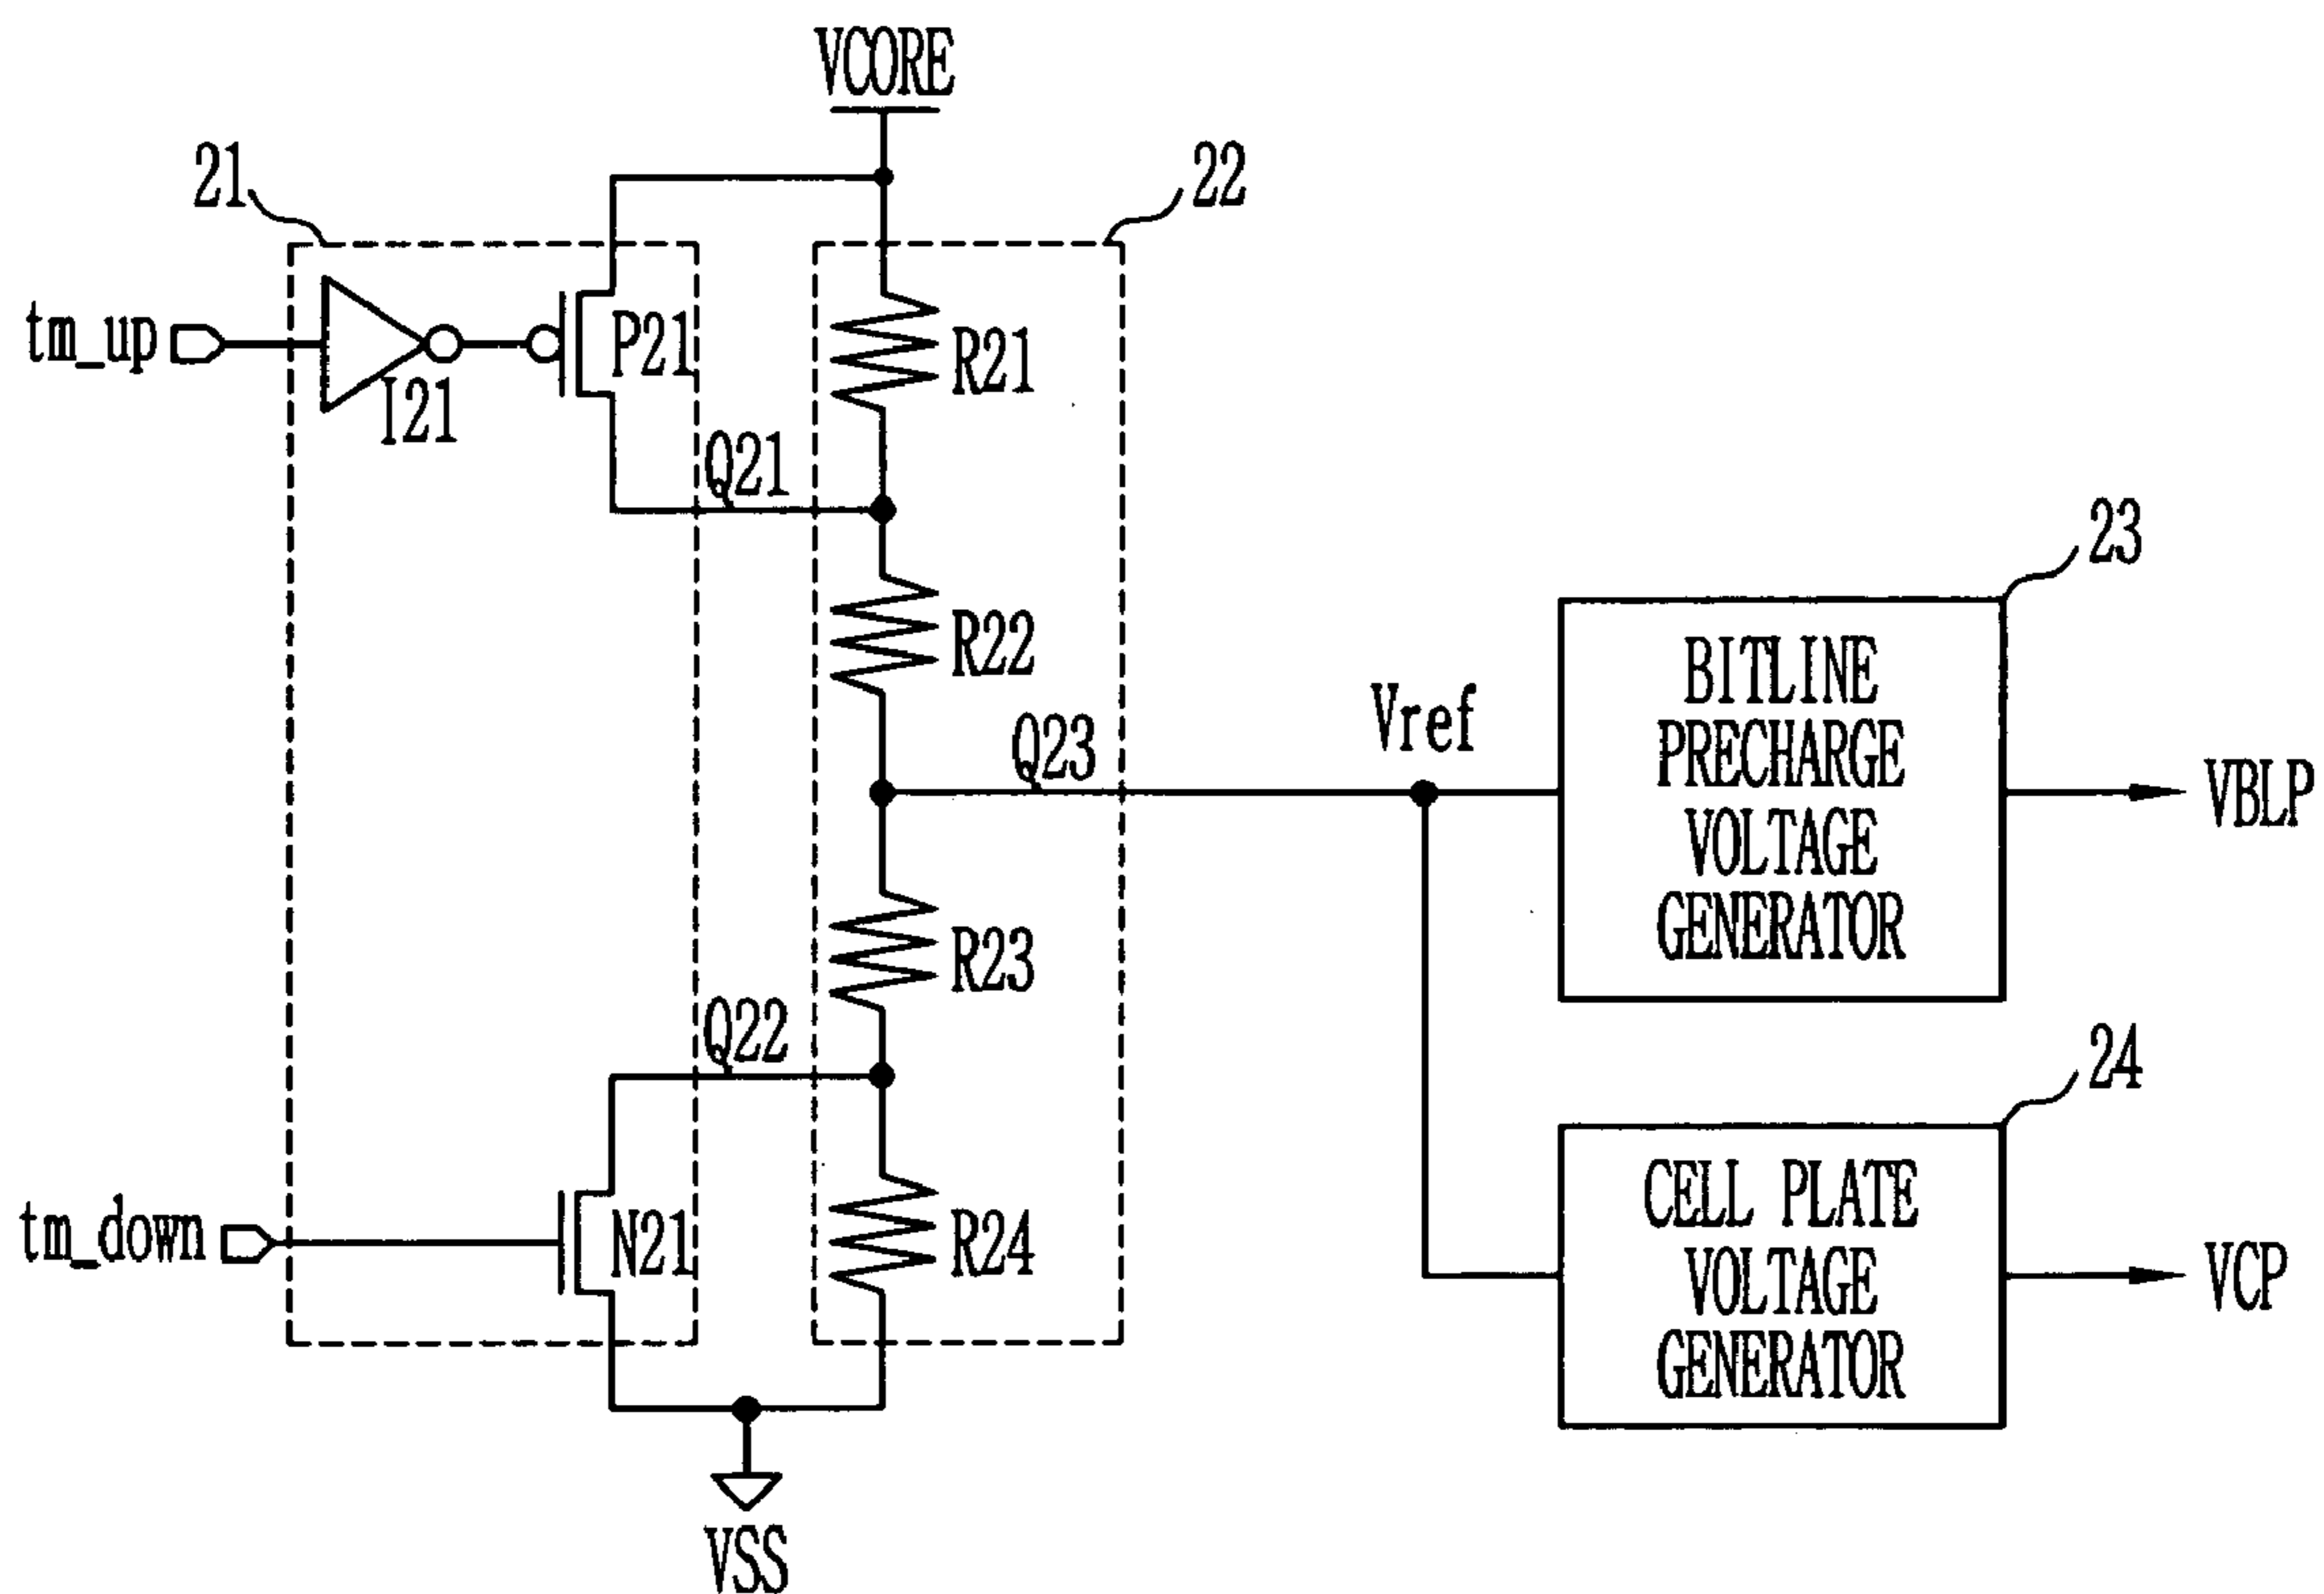 VCORE
21
22
tm_up
P21
R21
I21
Q21
23
R22
BITLINE
PRECHARGE
VOLTAGE
GENERATOR
Vref
Q23
VBLP
R23
Q22
24
CELL PLATE
VOLTAGE
GENERATOR
tm_down
N21
R24
VCP
VSS